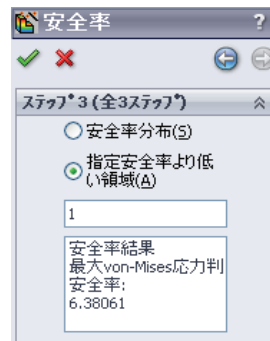 安全率 ?
ステップ 3 (全3ステップ)
安全率分布(S)
指定安全率より低
い領域(A)
1
安全率結果
最大von-Mises応力判
安全率:
6.38061